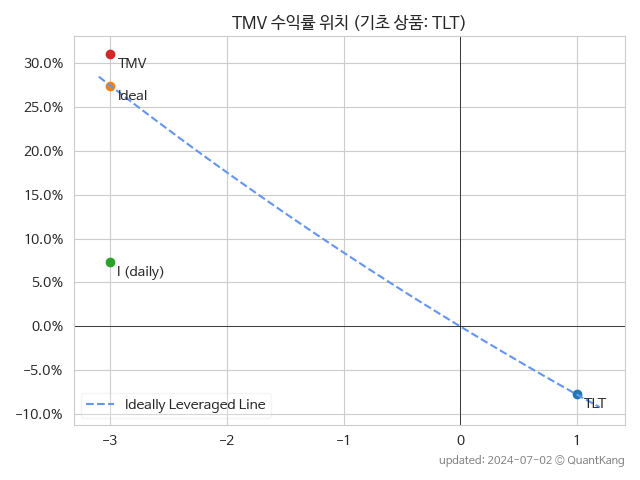 TMV 수익률 위치 (기초 상품: TLT)
30.0%
25.0%
20.0%
15.0%
10.0%
5.0%
0.0%
−5.0%
−10.0%
TMV
Ideal
I (daily)
TLT
Ideally Leveraged Line
−3
−2
−1
0
1
updated: 2024-07-02 © QuantKang